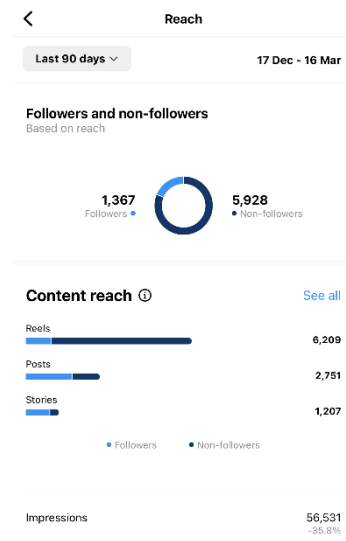 Reach
Last 90 days
17 Dec - 16 Mar
Followers and non-followers
Based on reach
1,367
Followers
5,928
Non-followers
Content reach
See all
Reels
6,209
Posts
2,751
Stories
1,207
Followers
Non-followers
Impressions
56,531
-35.8%